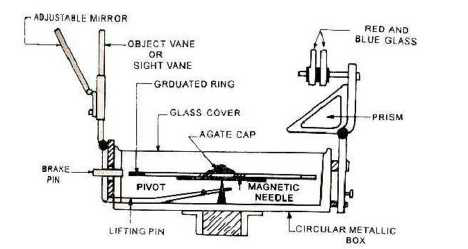 ADJUSTABLE MIRROR
RED AND
BLUE GLASS
OBJECT VANE
OR
SIGHT VANE
GRDUATED RING
GLASS COVER
PRISM
AGATE CAP
BRAKE
PIN
PIVOT
MAGNETIC
NEEDLE
LIFTING PIN
CIRCULAR METALLIC
BOX